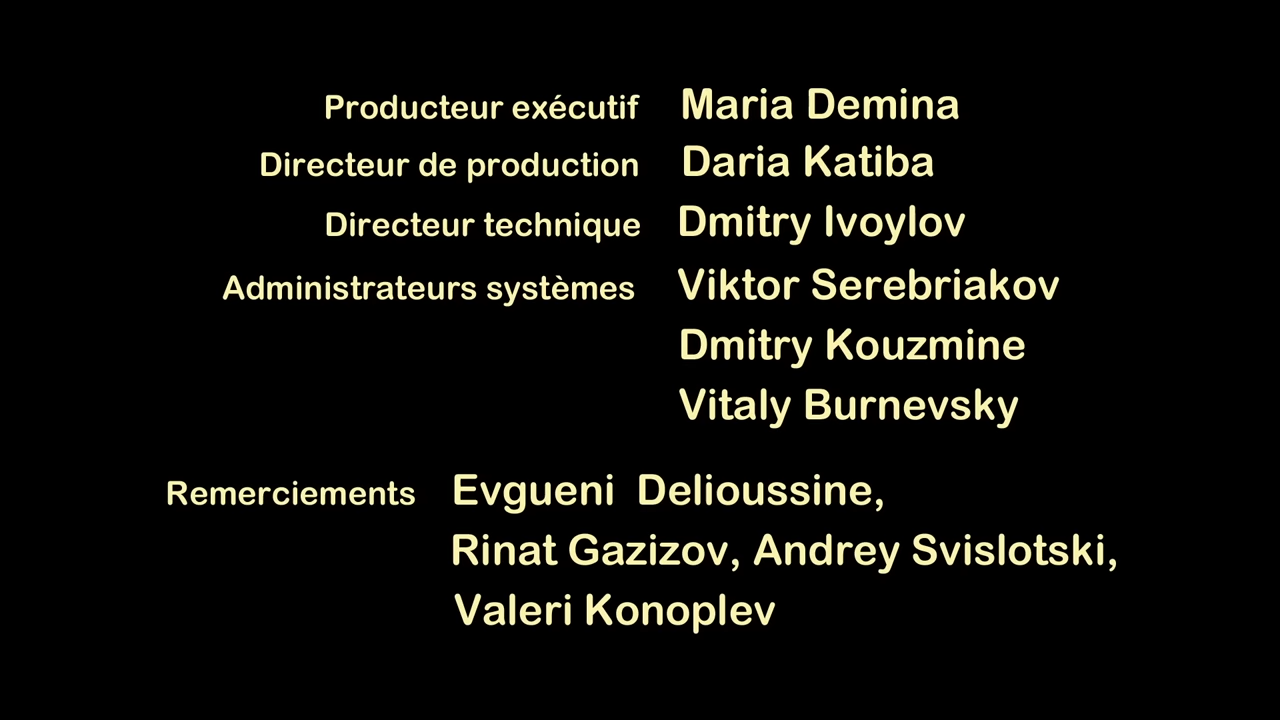 Producteur exécutif Maria Demina
Directeur de production Daria Katiba
Directeur technique Dmitry Ivoylov
Administrateurs systèmes Viktor Serebriakov
Dmitry Kouzmine
Vitaly Burnevsky
Remerciements Evgueni Delioussine,
Rinat Gazizov, Andrey Svislotski,
Valeri Konoplev